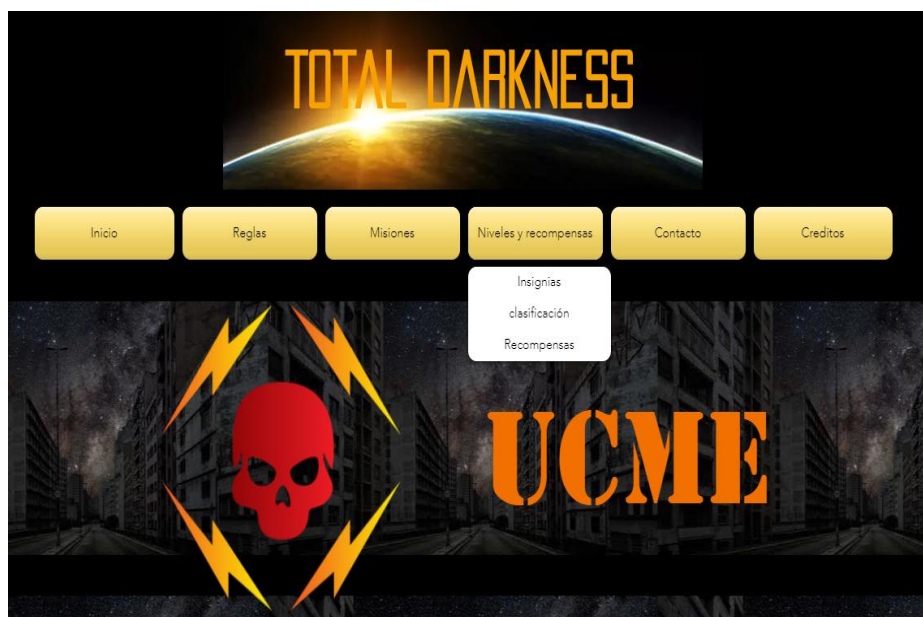 TOTAL DARKNESS
Inicio
Reglas
Misiones
Niveles y recompensas
Contacto
Creditos
Insignias
clasificación
Recompensas
UCME